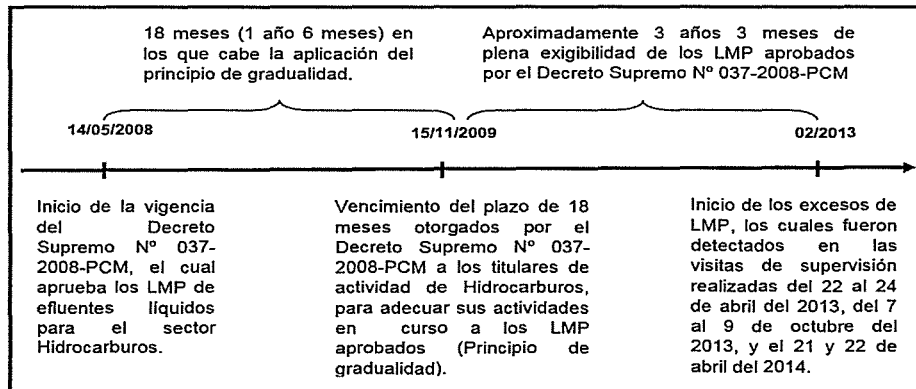 18 meses (1 año 6 meses) en
los que cabe la aplicación del
principio de gradualidad.
Aproximadamente 3 años 3 meses de
plena exigibilidad de los LMP aprobados
por el Decreto Supremo Nº 037-2008-PCM
14/05/2008
15/11/2009
02/2013
Inicio de la vigencia
del Decreto
Supremo Nº 037-
2008-PCM, el cual
aprueba los LMP de
efluentes líquidos
para el sector
Hidrocarburos.
Vencimiento del plazo de 18
meses otorgados por el
Decreto Supremo Nº 037-
2008-PCM a los titulares de
actividad de Hidrocarburos,
para adecuar sus actividades
en curso a los LMP
aprobados (Principio de
gradualidad).
Inicio de los excesos de
LMP, los cuales fueron
detectados en las
visitas de supervisión
realizadas del 22 al 24
de abril del 2013, del 7
al 9 de octubre del
2013, y el 21 y 22 de
abril del 2014.